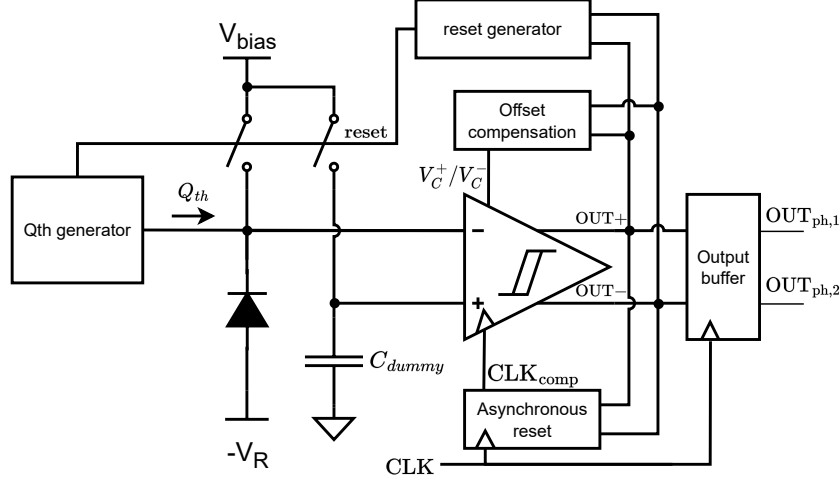 reset generator
V_bias
Offset
compensation
reset
V_C^+/V_C^-
Q_th
Qth generator
OUT+
OUT_ph,1
−
Output
buffer
OUT−
OUT_ph,2
+
C_dummy
CLK_comp
Asynchronous
reset
-V_R
CLK